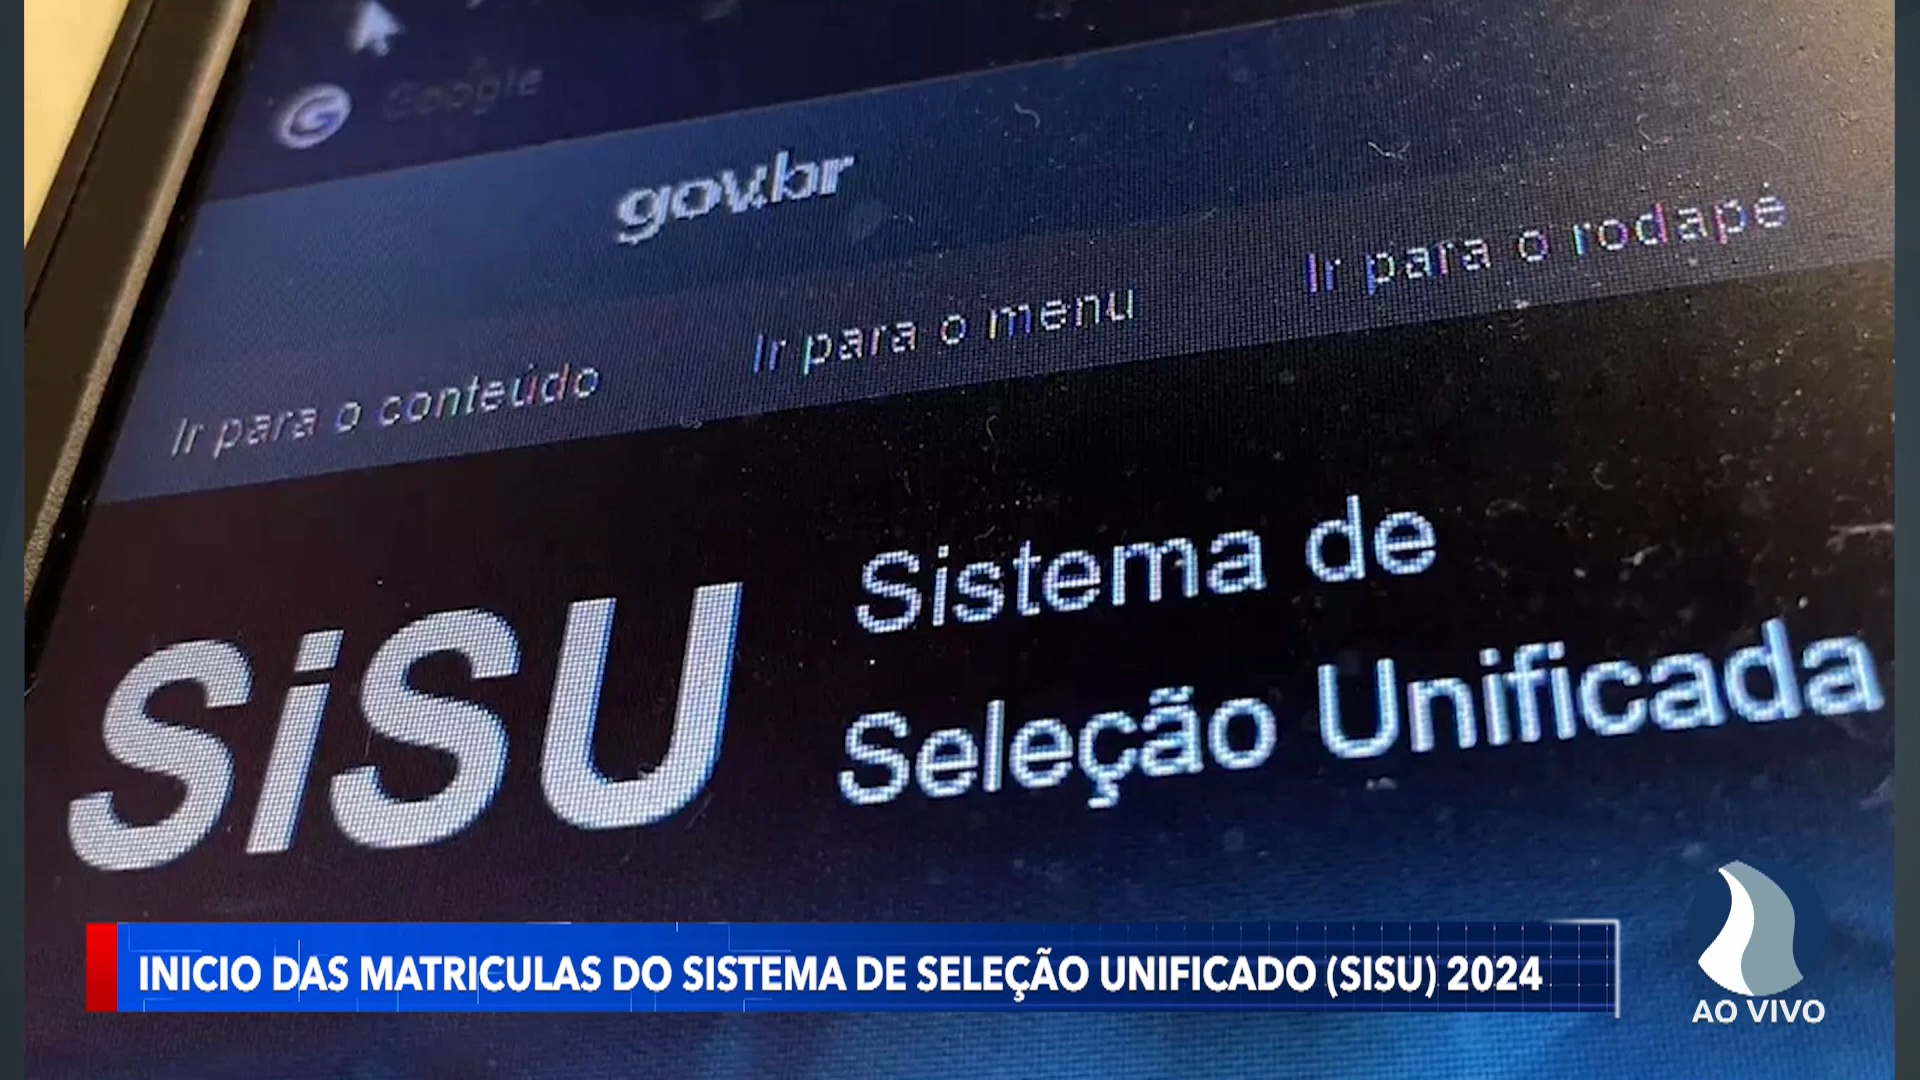 Google
gov.br
Ir para o conteúdo
Ir para o menu
Ir para o rodapé
SiSU
Sistema de
Seleção Unificada
INICIO DAS MATRICULAS DO SISTEMA DE SELEÇÃO UNIFICADO (SISU) 2024
AO VIVO